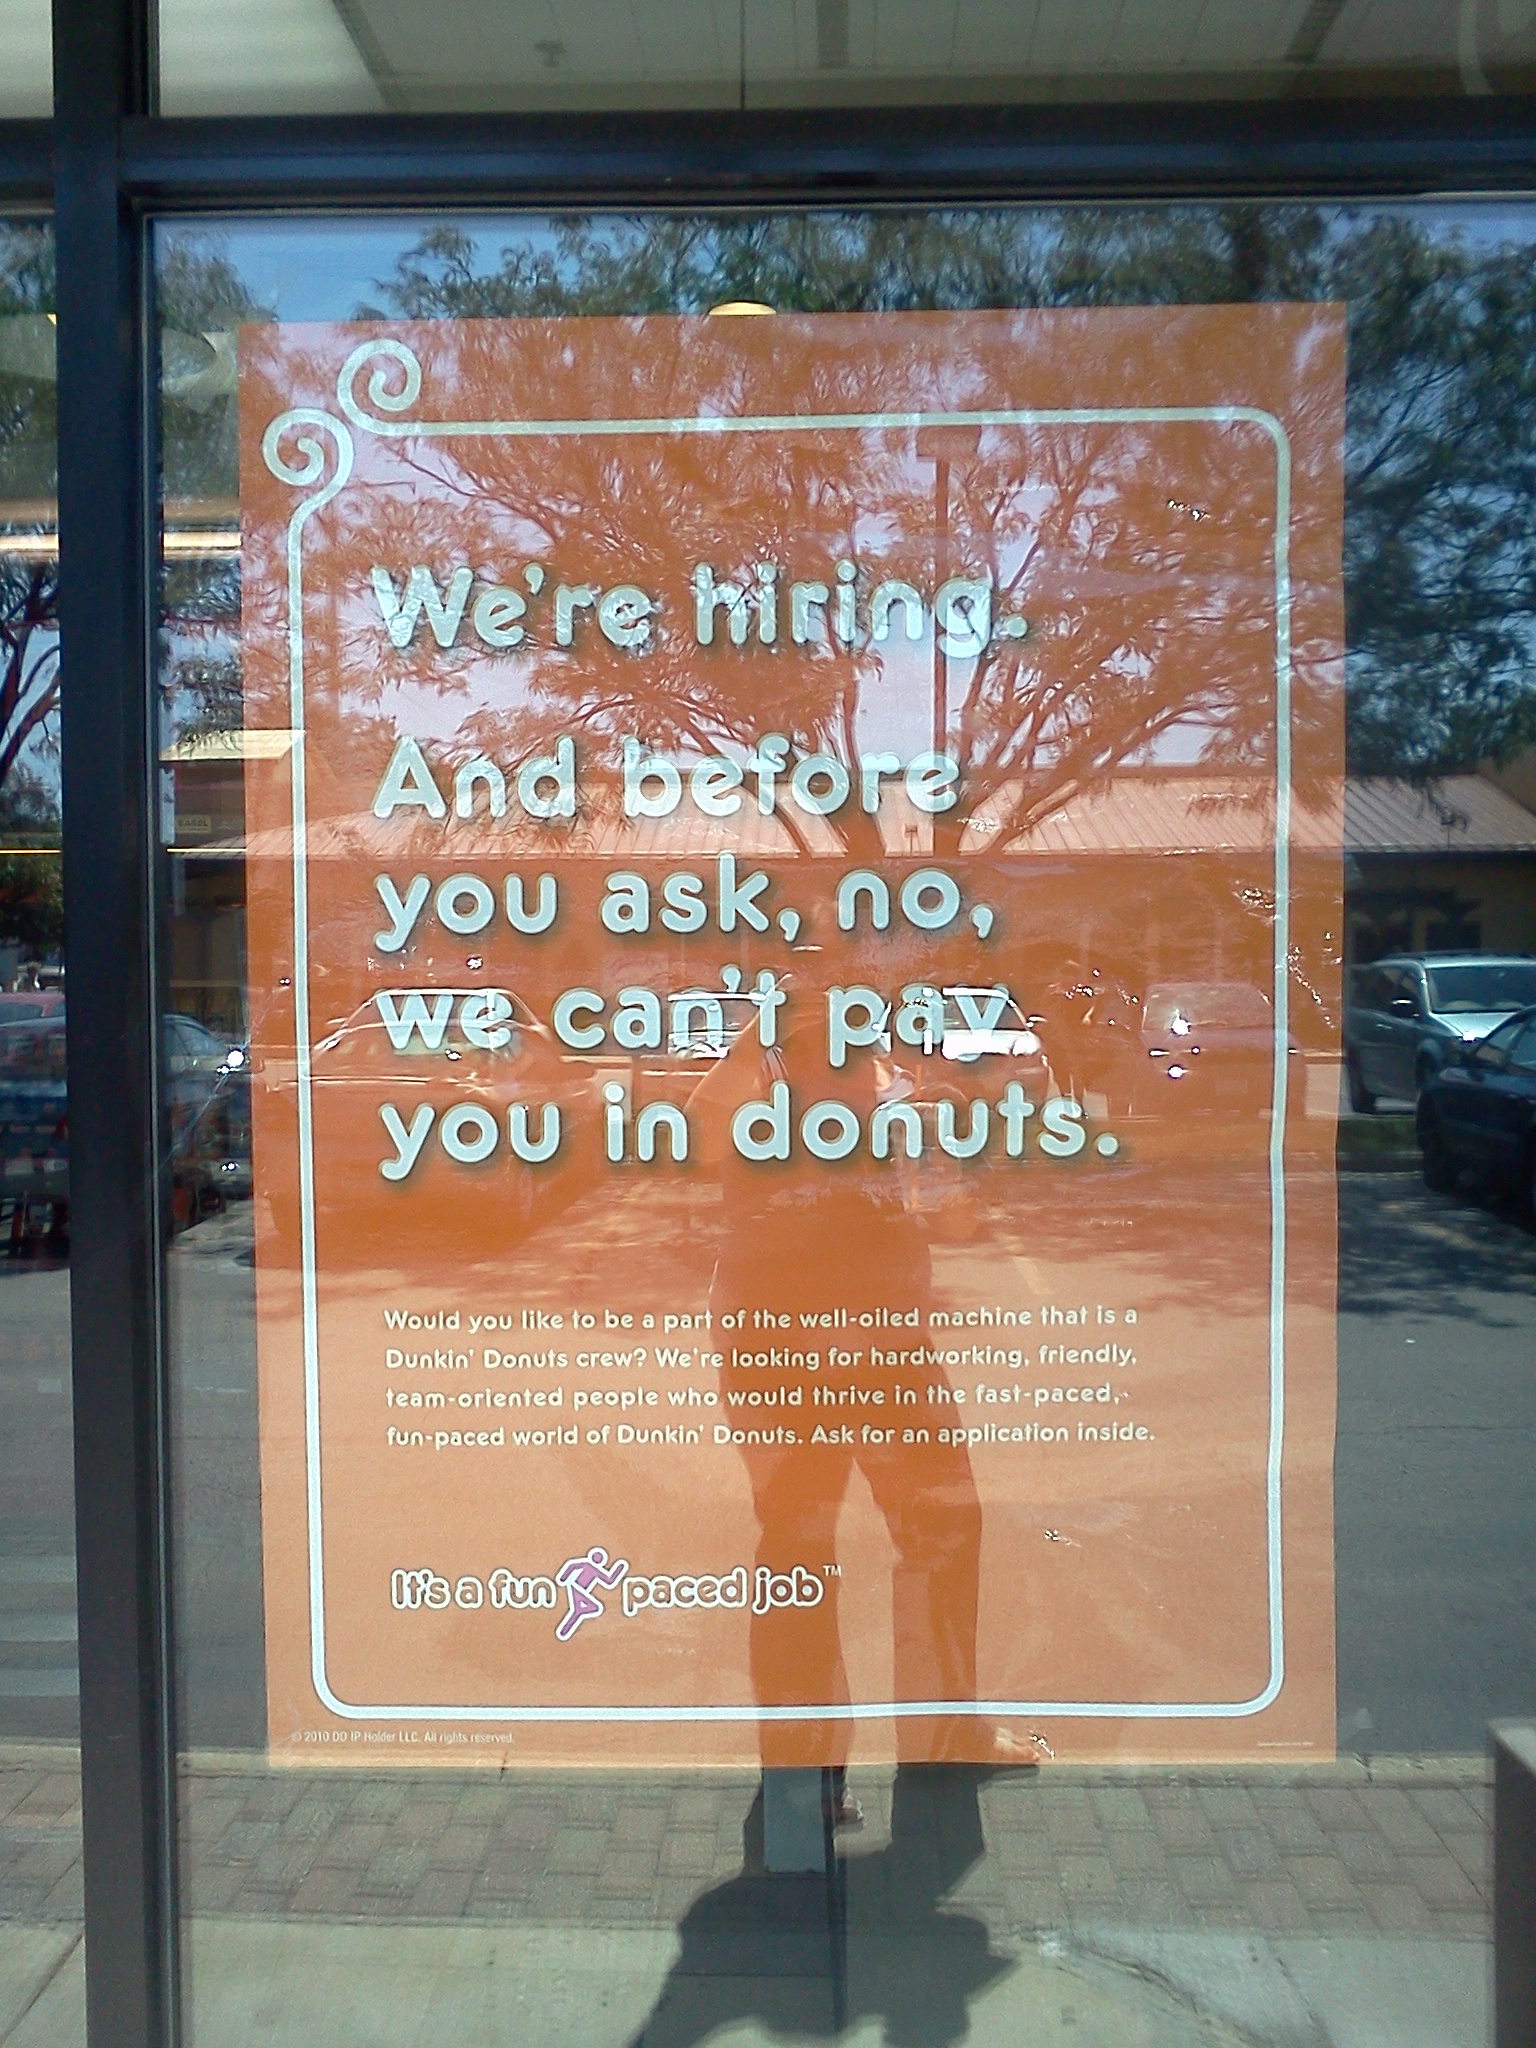 We're hiring.
And before
you ask, no,
we can't pay
you in donuts.
Would you like to be a part of the well-oiled machine that is a
Dunkin' Donuts crew? We're looking for hardworking, friendly,
team-oriented people who would thrive in the fast-paced,
fun-paced world of Dunkin' Donuts. Ask for an application inside.
It's a fun paced job™
© 2010 DD IP Holder LLC. All rights reserved.